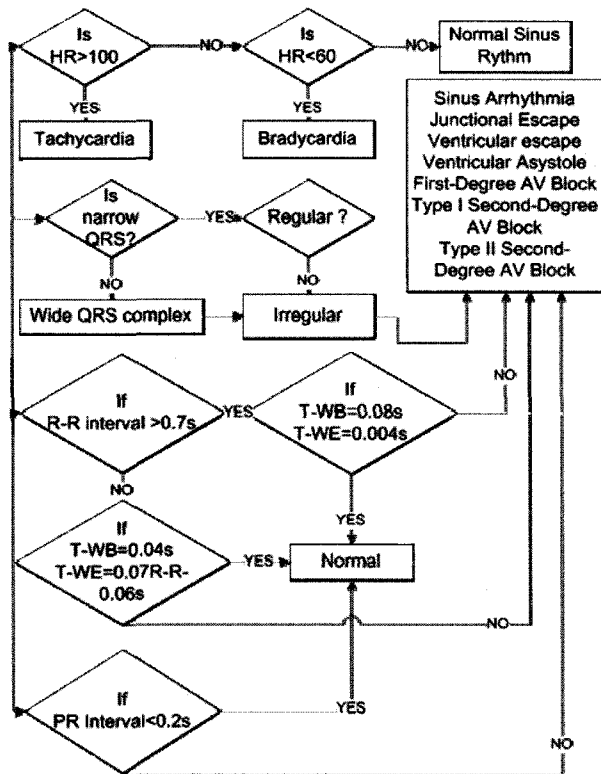 Is
HR>100
NO
Is
HR<60
NO
Normal Sinus
Rythm
YES
YES
Tachycardia
Bradycardia
Sinus Arrhythmia
Junctional Escape
Ventricular escape
Ventricular Asystole
First-Degree AV Block
Type I Second-Degree
AV Block
Type II Second-
Degree AV Block
Is
narrow
QRS?
YES
Regular ?
NO
NO
Wide QRS complex
Irregular
If
R-R interval >0.7s
YES
If
T-WB=0.08s
T-WE=0.004s
NO
NO
YES
If
T-WB=0.04s
T-WE=0.07R-R-
0.06s
YES
Normal
NO
If
PR Interval<0.2s
YES
NO